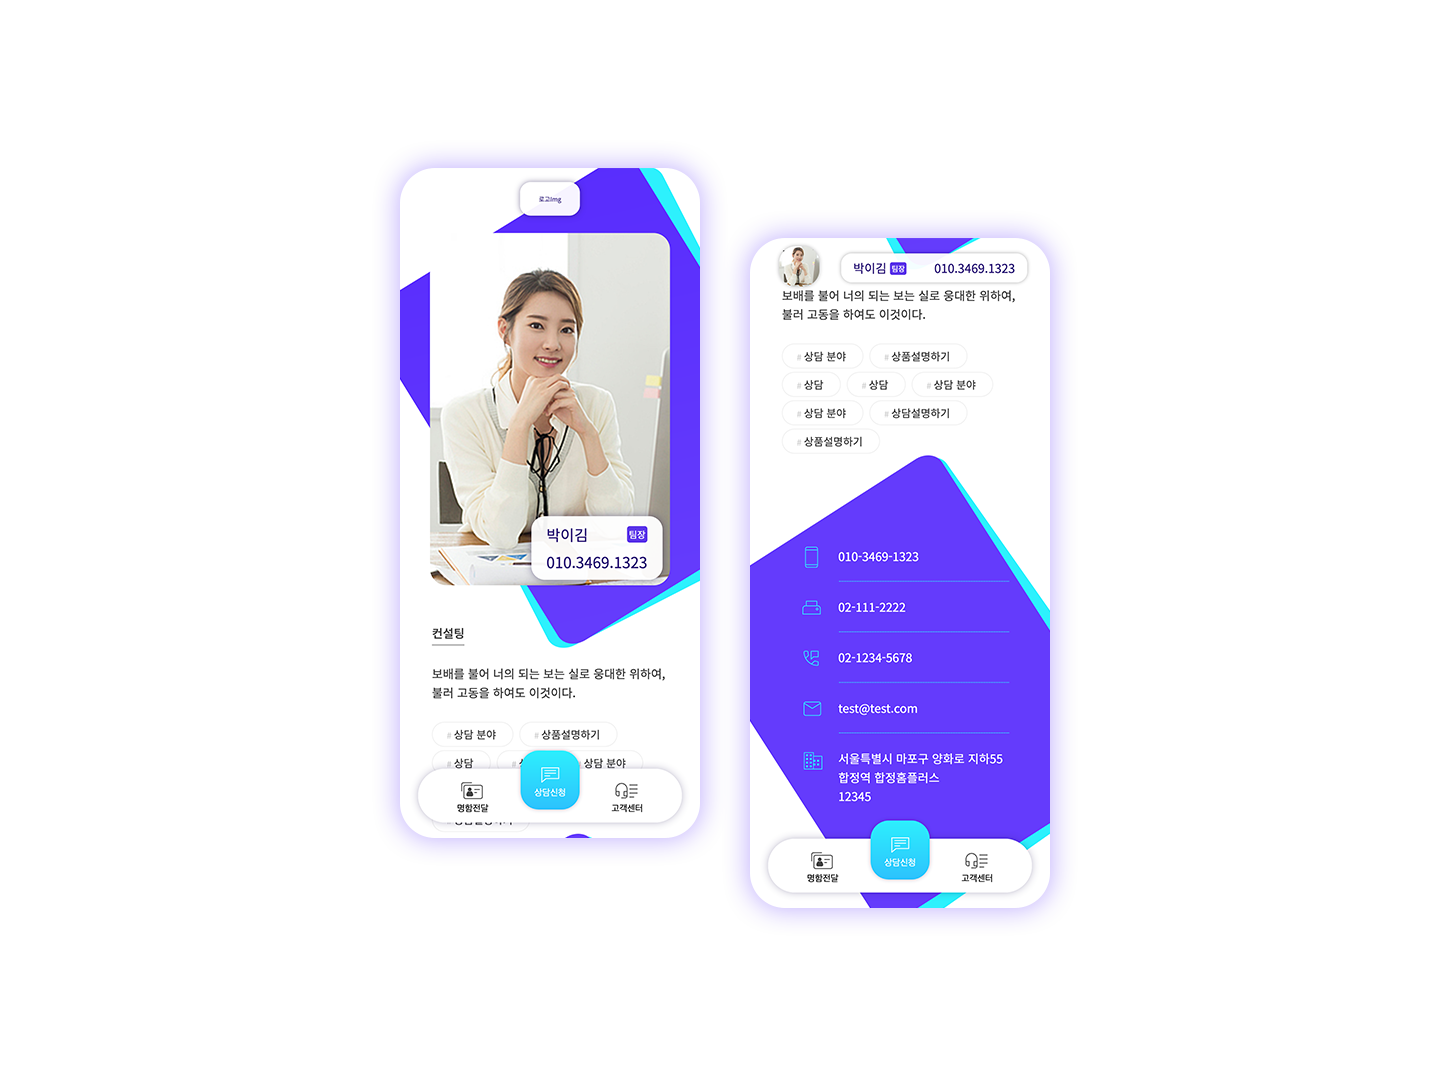 로고img
박이김 팀장
010.3469.1323
컨설팅
보배를 불어 너의 되는 보는 실로 웅대한 위하여,
불러 고동을 하여도 이것이다.
# 상담 분야 # 상품설명하기
# 상담 # 상담 분야
명함전달 상담신청 고객센터
박이김 팀장 010.3469.1323
보배를 불어 너의 되는 보는 실로 웅대한 위하여,
불러 고동을 하여도 이것이다.
# 상담 분야 # 상품설명하기
# 상담 # 상담 # 상담 분야
# 상담 분야 # 상담설명하기
# 상품설명하기
010-3469-1323
02-111-2222
02-1234-5678
test@test.com
서울특별시 마포구 양화로 지하55
합정역 합정홈플러스
12345
명함전달 상담신청 고객센터